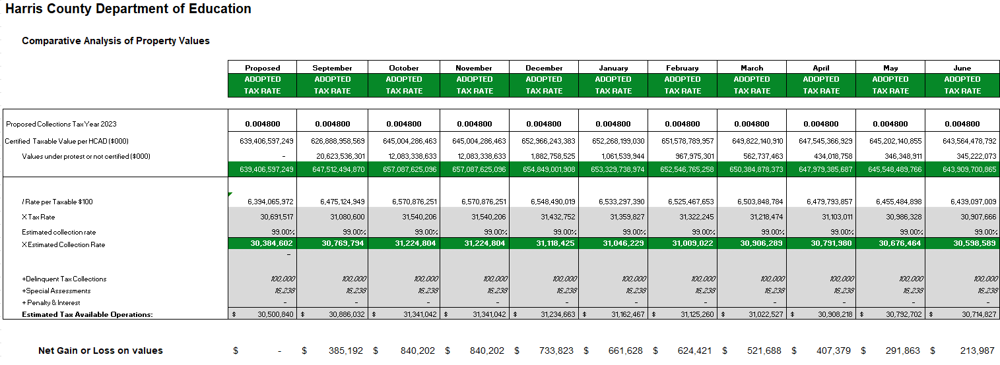 Harris County Department of Education
Comparative Analysis of Property Values
Proposed September October November December January February March April May June
ADOPTED ADOPTED ADOPTED ADOPTED ADOPTED ADOPTED ADOPTED ADOPTED ADOPTED ADOPTED ADOPTED
TAX RATE TAX RATE TAX RATE TAX RATE TAX RATE TAX RATE TAX RATE TAX RATE TAX RATE TAX RATE TAX RATE
Proposed Collections Tax Year 2023 0.004800 0.004800 0.004800 0.004800 0.004800 0.004800 0.004800 0.004800 0.004800 0.004800 0.004800
Certified Taxable Value per HCAD ($000) 639,406,597,249 626,888,958,569 645,004,286,463 645,004,286,463 652,966,243,383 652,268,199,030 651,578,789,957 649,822,140,910 647,545,366,929 645,202,140,855 643,564,478,792
Values under protest or not certified ($000) - 20,623,536,301 12,083,338,633 12,083,338,633 1,882,758,525 1,061,539,944 967,975,301 562,737,463 434,018,758 346,348,911 345,222,073
639,406,597,249 647,512,494,870 657,087,625,096 657,087,625,096 654,849,001,908 653,329,738,974 652,546,765,258 650,384,878,373 647,979,385,687 645,548,489,766 643,909,700,865
/ Rate per Taxable $100 6,394,065,972 6,475,124,949 6,570,876,251 6,570,876,251 6,548,490,019 6,533,297,390 6,525,467,653 6,503,848,784 6,479,793,857 6,455,484,898 6,439,097,009
X Tax Rate 30,691,517 31,080,600 31,540,206 31,540,206 31,432,752 31,359,827 31,322,245 31,218,474 31,103,011 30,986,328 30,907,666
Estimated collection rate 99.00% 99.00% 99.00% 99.00% 99.00% 99.00% 99.00% 99.00% 99.00% 99.00% 99.00%
X Estimated Collection Rate 30,384,602 30,769,794 31,224,804 31,224,804 31,118,425 31,046,229 31,009,022 30,906,289 30,791,980 30,676,464 30,598,589
-
+Delinquent Tax Collections 100,000 100,000 100,000 100,000 100,000 100,000 100,000 100,000 100,000 100,000 100,000
+Special Assessments 16,238 16,238 16,238 16,238 16,238 16,238 16,238 16,238 16,238 16,238 16,238
+ Penalty & Interest - - - - - - - - - - -
Estimated Tax Available Operations: $ 30,500,840 $ 30,886,032 $ 31,341,042 $ 31,341,042 $ 31,234,663 $ 31,162,467 $ 31,125,260 $ 31,022,527 $ 30,908,218 $ 30,792,702 $ 30,714,827
Net Gain or Loss on values $ - $ 385,192 $ 840,202 $ 840,202 $ 733,823 $ 661,628 $ 624,421 $ 521,688 $ 407,379 $ 291,863 $ 213,987